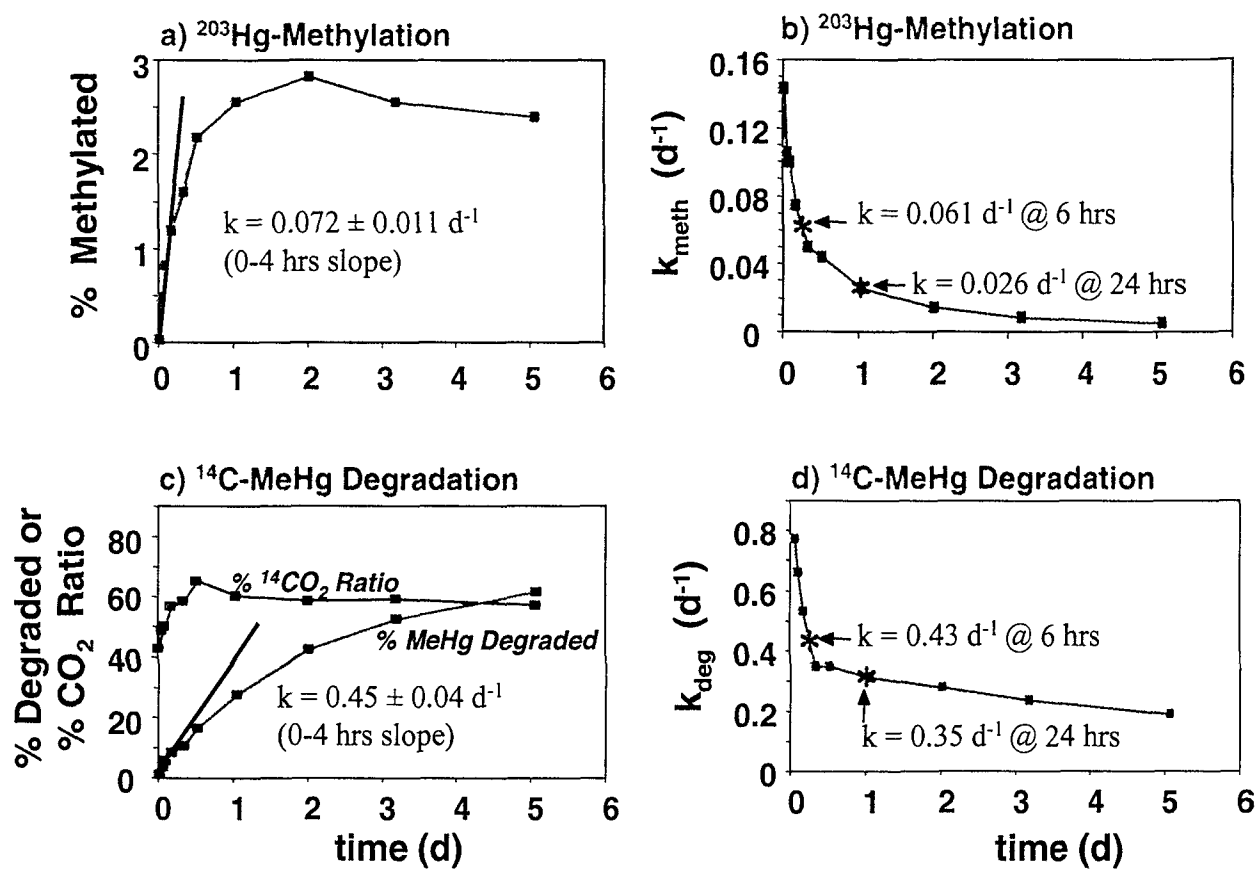 a) ²⁰³Hg-Methylation
% Methylated
3
2
1
0
0 1 2 3 4 5 6
k = 0.072 ± 0.011 d⁻¹
(0-4 hrs slope)
b) ²⁰³Hg-Methylation
k_meth (d⁻¹)
0.16
0.12
0.08
0.04
0
0 1 2 3 4 5 6
k = 0.061 d⁻¹ @ 6 hrs
k = 0.026 d⁻¹ @ 24 hrs
c) ¹⁴C-MeHg Degradation
% Degraded or
% CO₂ Ratio
80
60
40
20
0
0 1 2 3 4 5 6
% ¹⁴CO₂ Ratio
% MeHg Degraded
k = 0.45 ± 0.04 d⁻¹
(0-4 hrs slope)
time (d)
d) ¹⁴C-MeHg Degradation
k_deg (d⁻¹)
0.8
0.6
0.4
0.2
0
0 1 2 3 4 5 6
k = 0.43 d⁻¹ @ 6 hrs
k = 0.35 d⁻¹ @ 24 hrs
time (d)